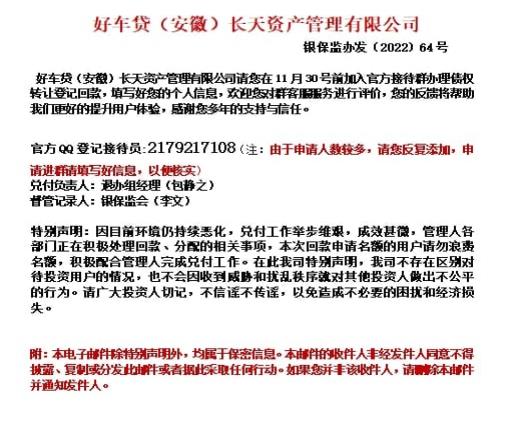 好车贷（安徽）长天资产管理有限公司
银保监办发（2022）64号
好车贷（安徽）长天资产管理有限公司请您在11月30号前加入官方接待群办理债权
转让登记回款，填写好您的个人信息，欢迎您对群客服服务进行评价，您的反馈将帮助
我们更好的提升用户体验，感谢您多年的支持与信任。
官方QQ登记接待员:2179217108（注：由于申请人数较多，请您反复添加，申
请进群请填写好信息，以便核实）
兑付负责人：退办组经理（包静之）
督管记录人：银保监会（李文）
特别声明：因目前环境仍持续恶化，兑付工作举步维艰，成效甚微，管理人各
部门正在积极处理回款、分配的相关事项，本次回款申请名额的用户请勿浪费
名额，积极配合管理人完成兑付工作。在此我司特别声明，我司不存在区别对
待投资用户的情况，也不会因收到威胁和扰乱秩序就对其他投资人做出不公平
的行为。请广大投资人切记，不信谣不传谣，以免造成不必要的困扰和经济损
失。
附：本电子邮件除特别声明外，均属于保密信息。本邮件的收件人非经发件人同意不得
披露、复制或分发此邮件或者据此采取任何行动。如果您并非该收件人，请删除本邮件
并通知发件人。